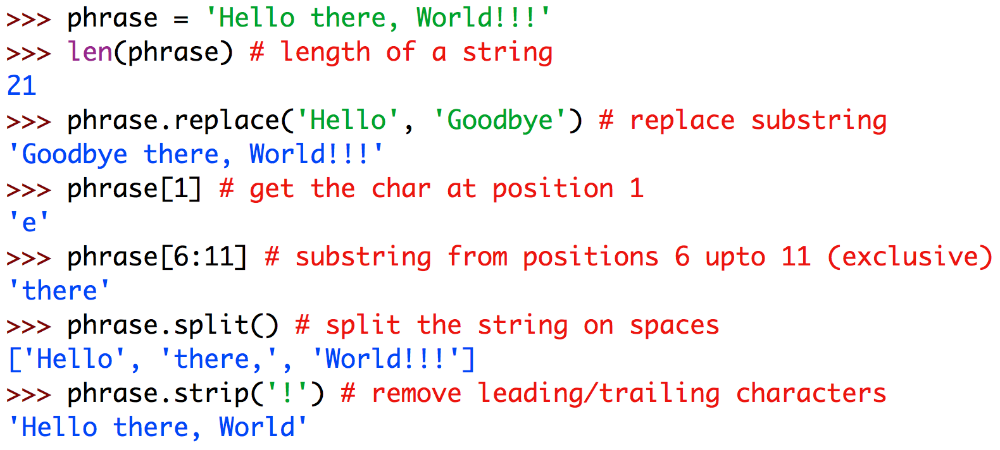 >>> phrase = 'Hello there, World!!!'
>>> len(phrase) # length of a string
21
>>> phrase.replace('Hello', 'Goodbye') # replace substring
'Goodbye there, World!!!'
>>> phrase[1] # get the char at position 1
'e'
>>> phrase[6:11] # substring from positions 6 upto 11 (exclusive)
'there'
>>> phrase.split() # split the string on spaces
['Hello', 'there,', 'World!!!']
>>> phrase.strip('!') # remove leading/trailing characters
'Hello there, World'